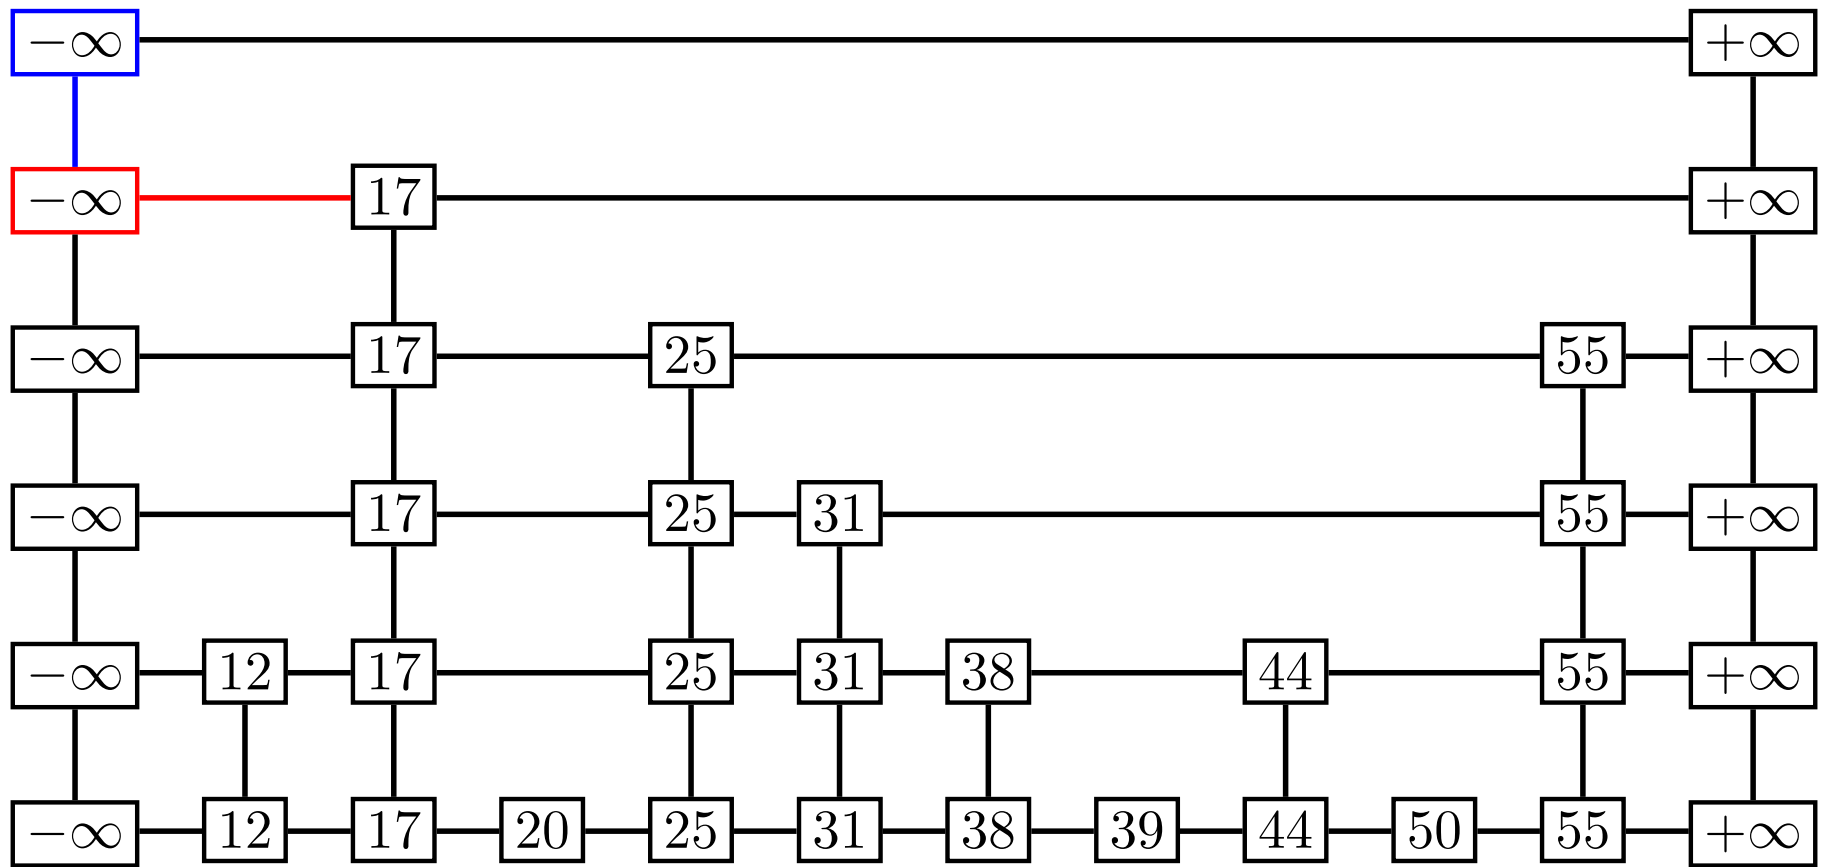 −∞ +∞
−∞ 17 +∞
−∞ 17 25 55 +∞
−∞ 17 25 31 55 +∞
−∞ 12 17 25 31 38 44 55 +∞
−∞ 12 17 20 25 31 38 39 44 50 55 +∞